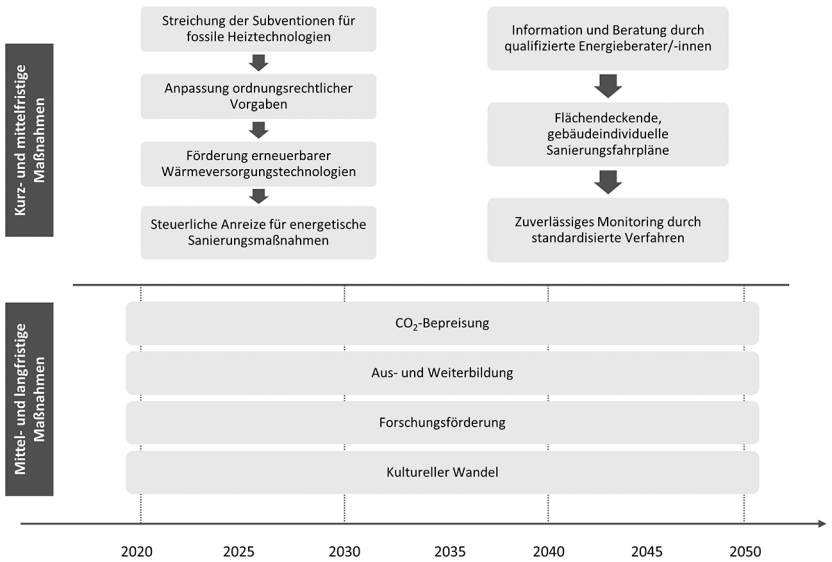 Kurz- und mittelfristige
Maßnahmen
Streichung der Subventionen für
fossile Heiztechnologien
Anpassung ordnungsrechtlicher
Vorgaben
Förderung erneuerbarer
Wärmeversorgungstechnologien
Steuerliche Anreize für energetische
Sanierungsmaßnahmen
Information und Beratung durch
qualifizierte Energieberater/-innen
Flächendeckende,
gebäudeindividuelle
Sanierungsfahrpläne
Zuverlässiges Monitoring durch
standardisierte Verfahren
Mittel- und langfristige
Maßnahmen
CO₂-Bepreisung
Aus- und Weiterbildung
Forschungsförderung
Kultureller Wandel
2020 2025 2030 2035 2040 2045 2050